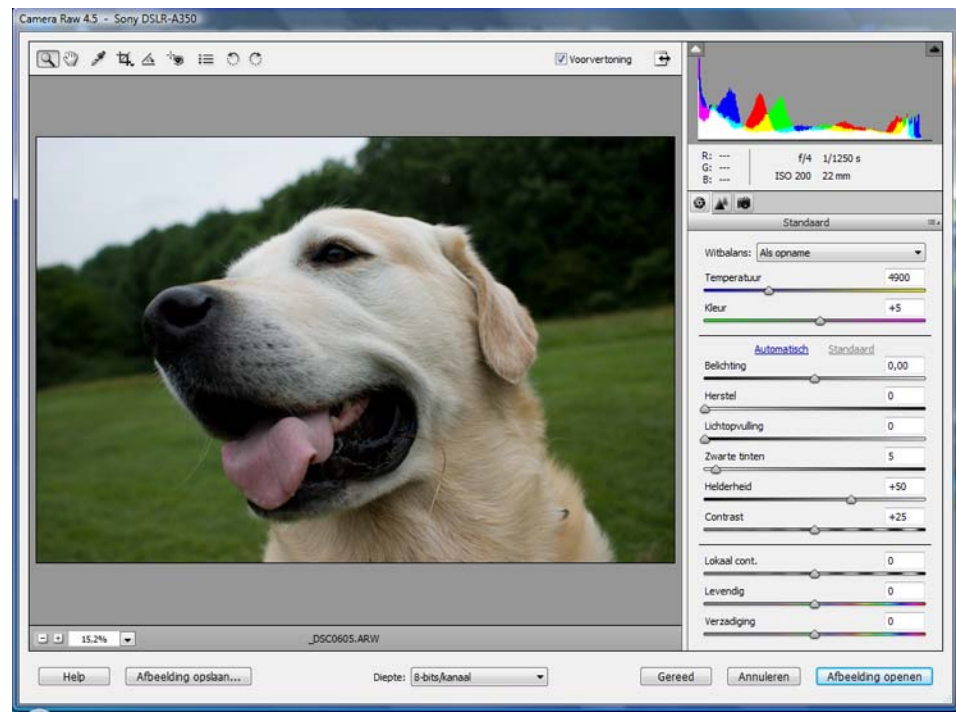 Camera Raw 4.5 - Sony DSLR-A350
Voorvertoning
R: ---
G: ---
B: ---
f/4 1/1250 s
ISO 200 22 mm
Standaard
Witbalans: Als opname
Temperatuur 4900
Kleur +5
Automatisch Standaard
Belichting 0,00
Herstel 0
Lichtopvulling 0
Zwarte tinten 5
Helderheid +50
Contrast +25
Lokaal cont. 0
Levendig 0
Verzadiging 0
15,2% _DSC0605.ARW
Help Afbeelding opslaan... Diepte: 8-bits/kanaal Gereed Annuleren Afbeelding openen